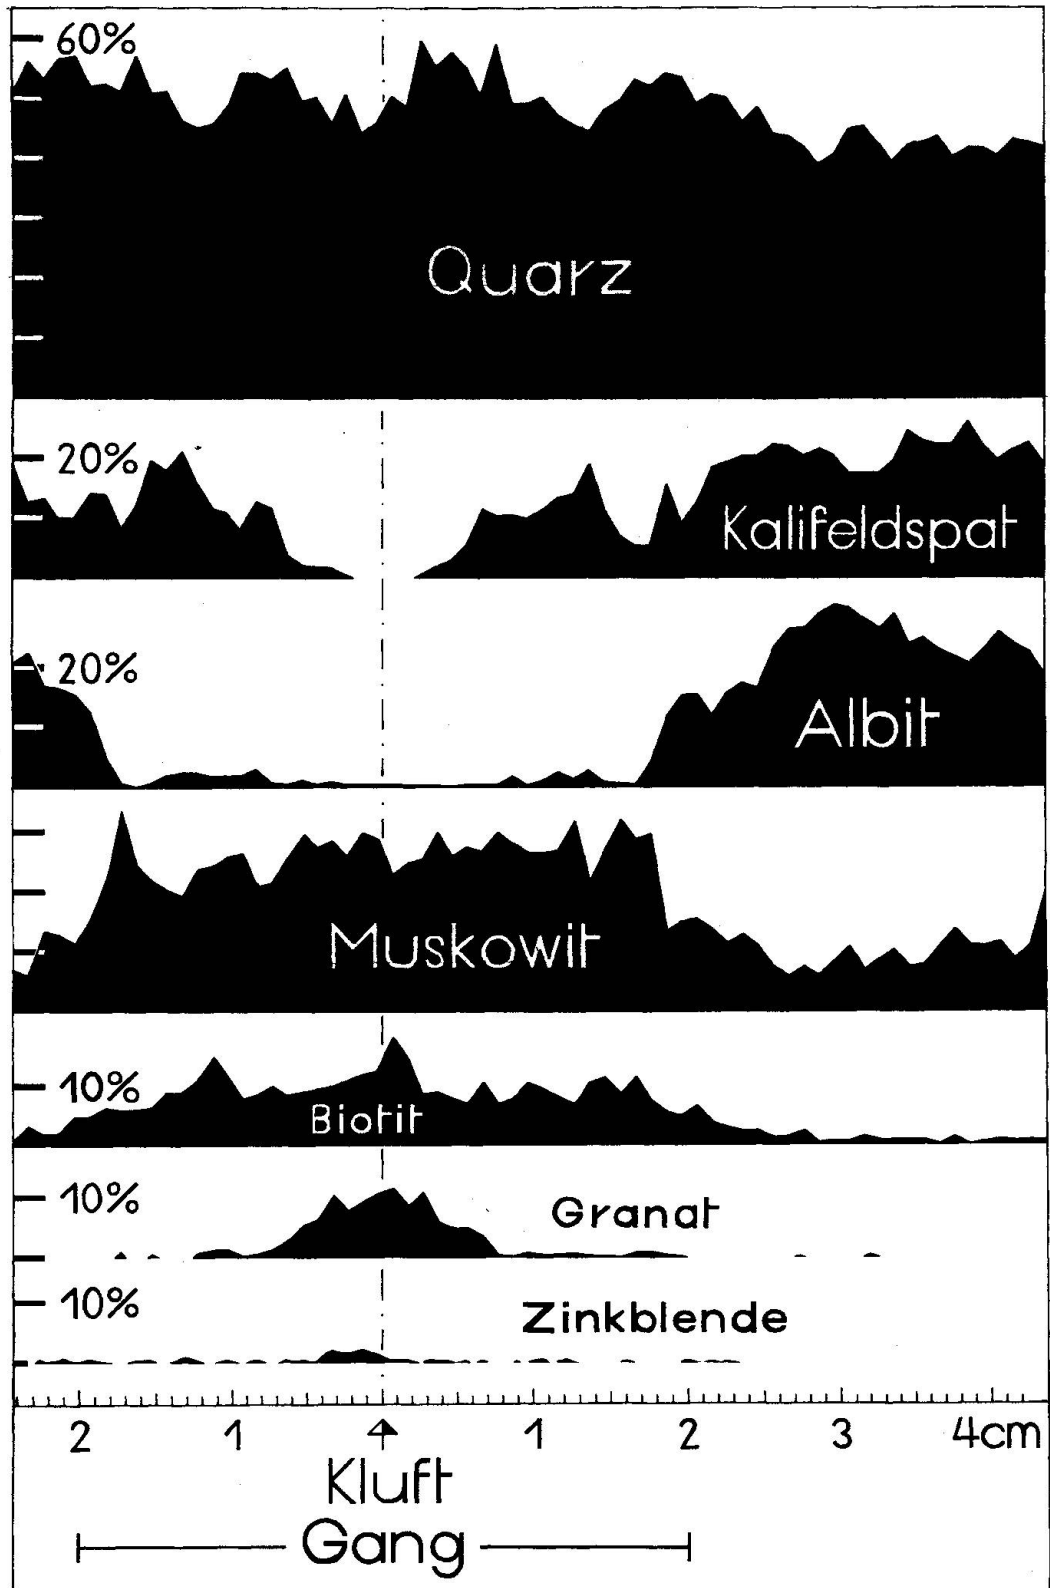 60%
Quarz
20%
Kalifeldspat
20%
Albit
Muskowit
10%
Biotit
10%
Granat
10%
Zinkblende
2 1 1 2 3 4cm
Kluft
Gang